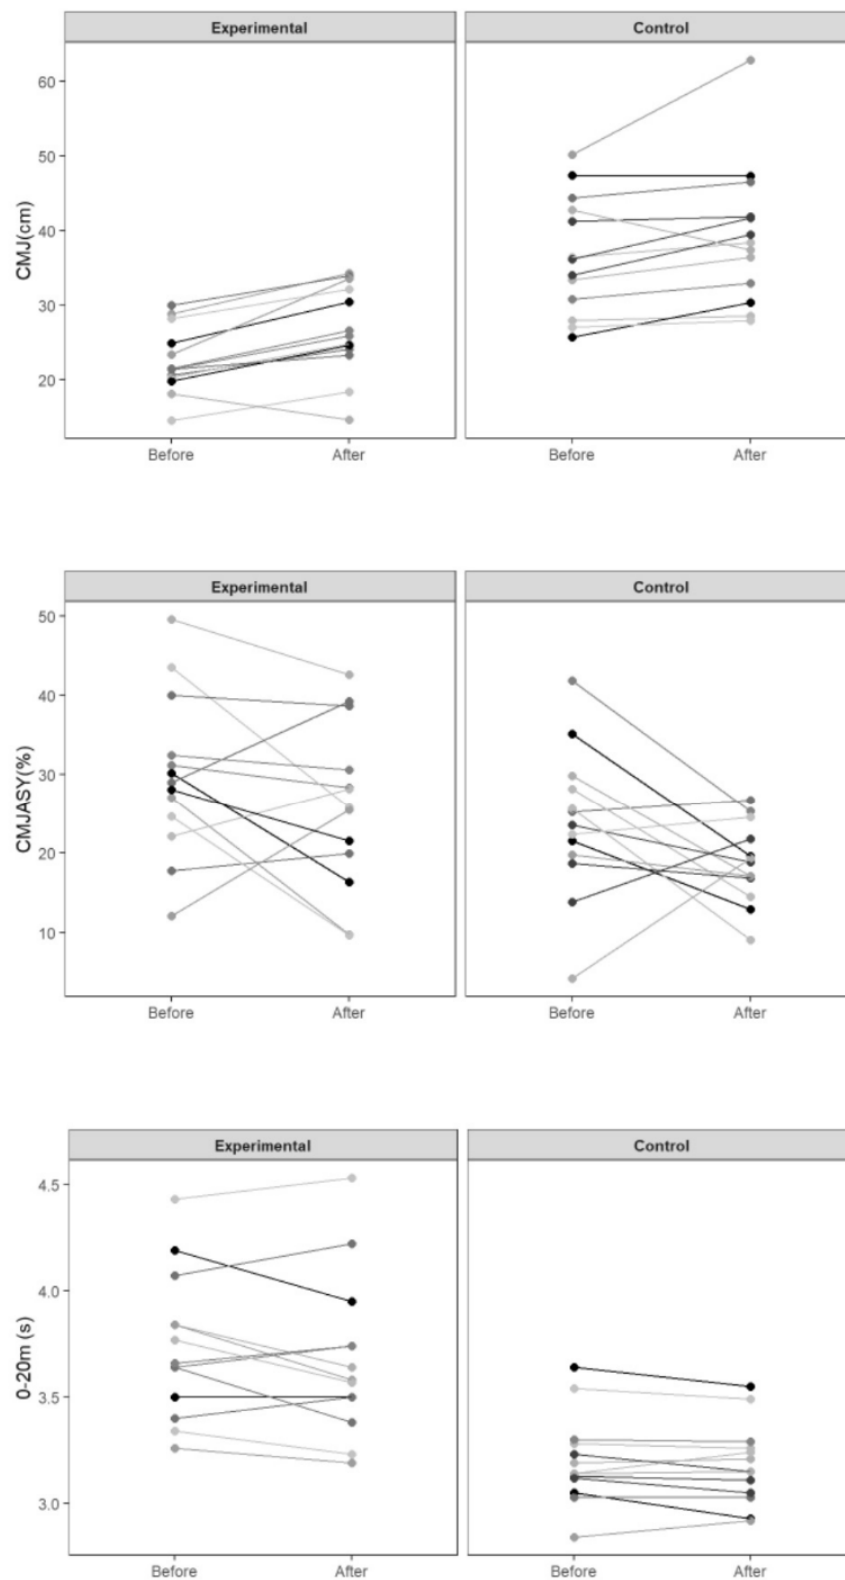 Experimental Control
CMJ(cm)
60
50
40
30
20
Before After Before After
Experimental Control
CMJASY(%)
50
40
30
20
10
Before After Before After
Experimental Control
0-20m (s)
4.5
4.0
3.5
3.0
Before After Before After